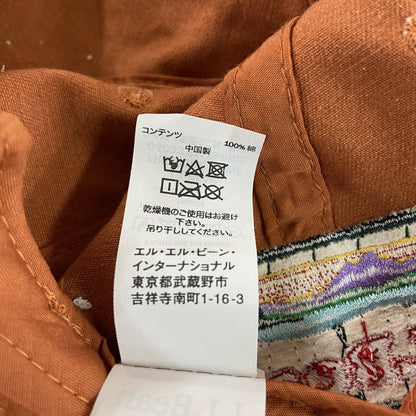 コンテンツ 100% 綿
中国製
乾燥機のご使用はお避け
下さい。
吊り干ししてください。
エル・エル・ビーン・
インターナショナル
東京都武蔵野市
吉祥寺南町1-16-3
L.L.Bean